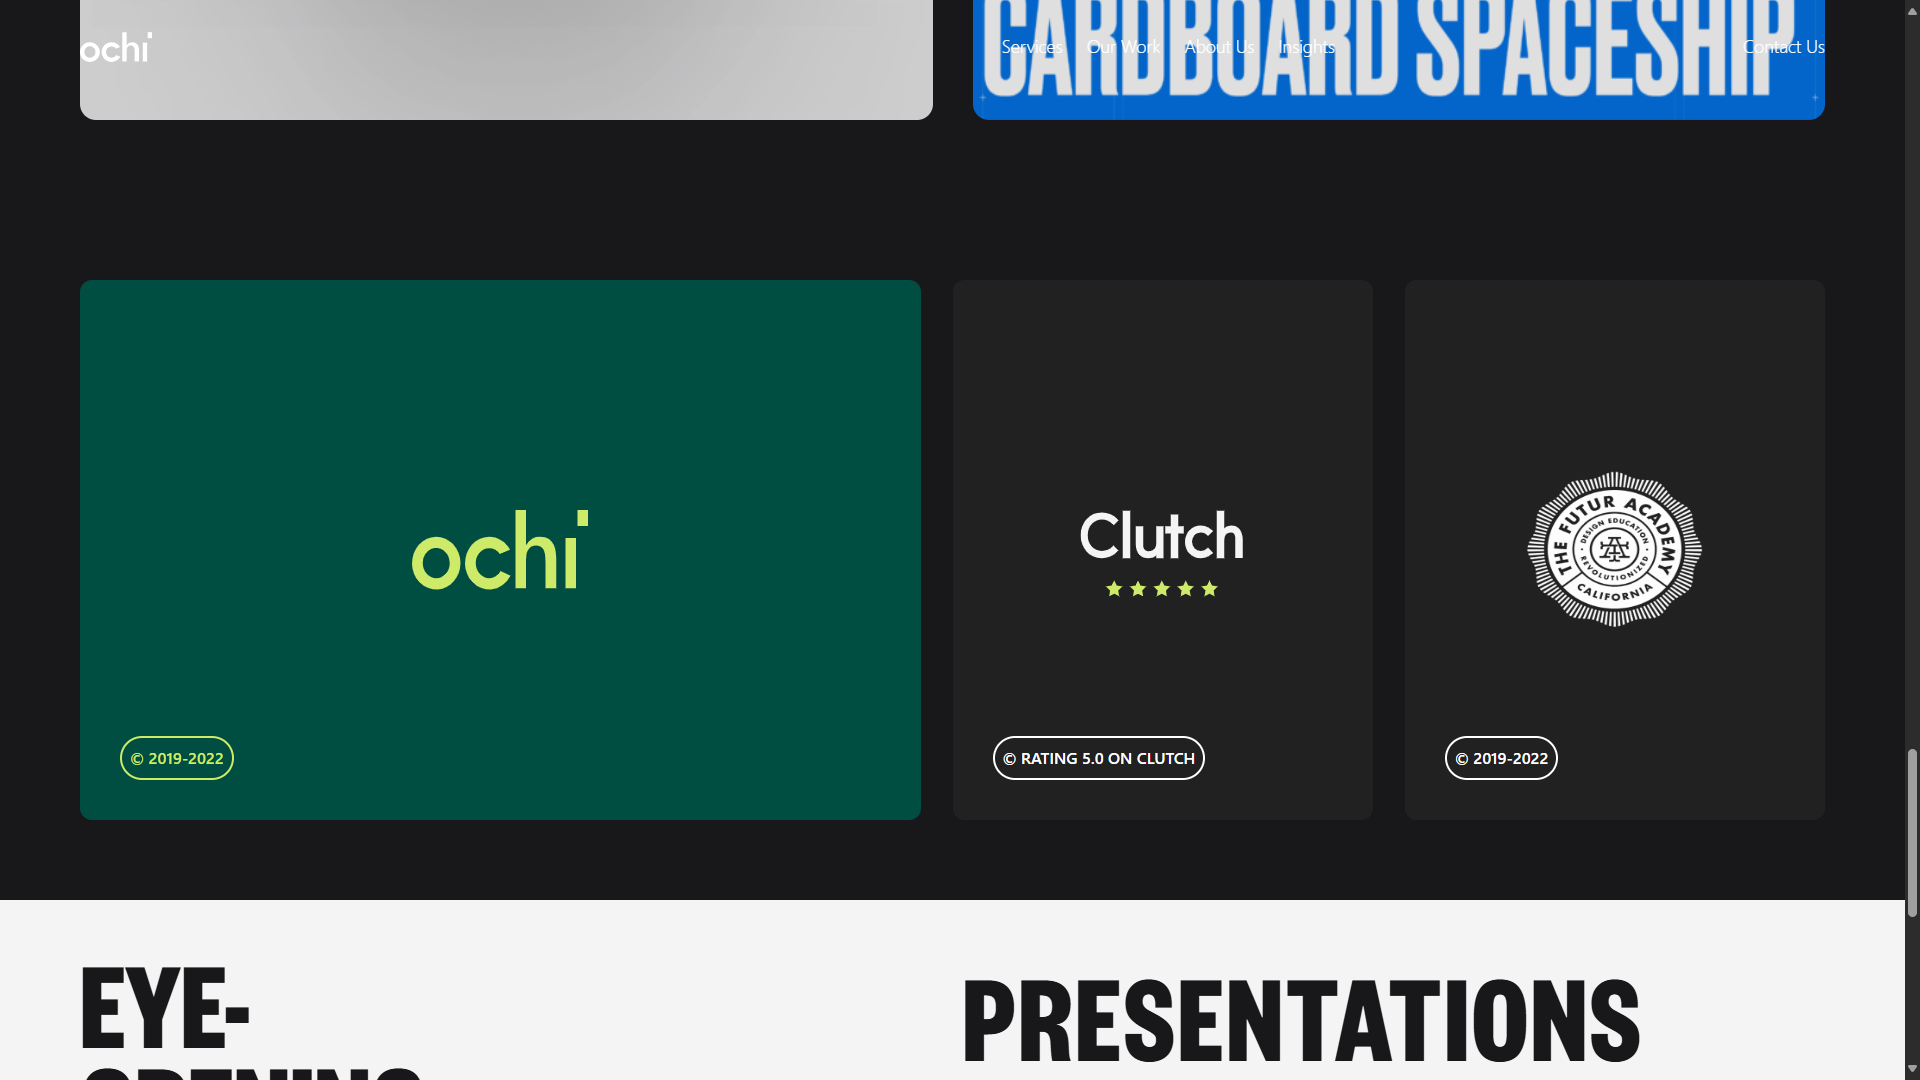 ochi
Services Our Work About Us Insights
Contact Us
CARDBOARD SPACESHIP
ochi
Clutch
THE FUTUR ACADEMY
DESIGN EDUCATION
REVOLUTIONIZED
CALIFORNIA
© 2019-2022
© RATING 5.0 ON CLUTCH
© 2019-2022
EYE-
PRESENTATIONS
OPENING